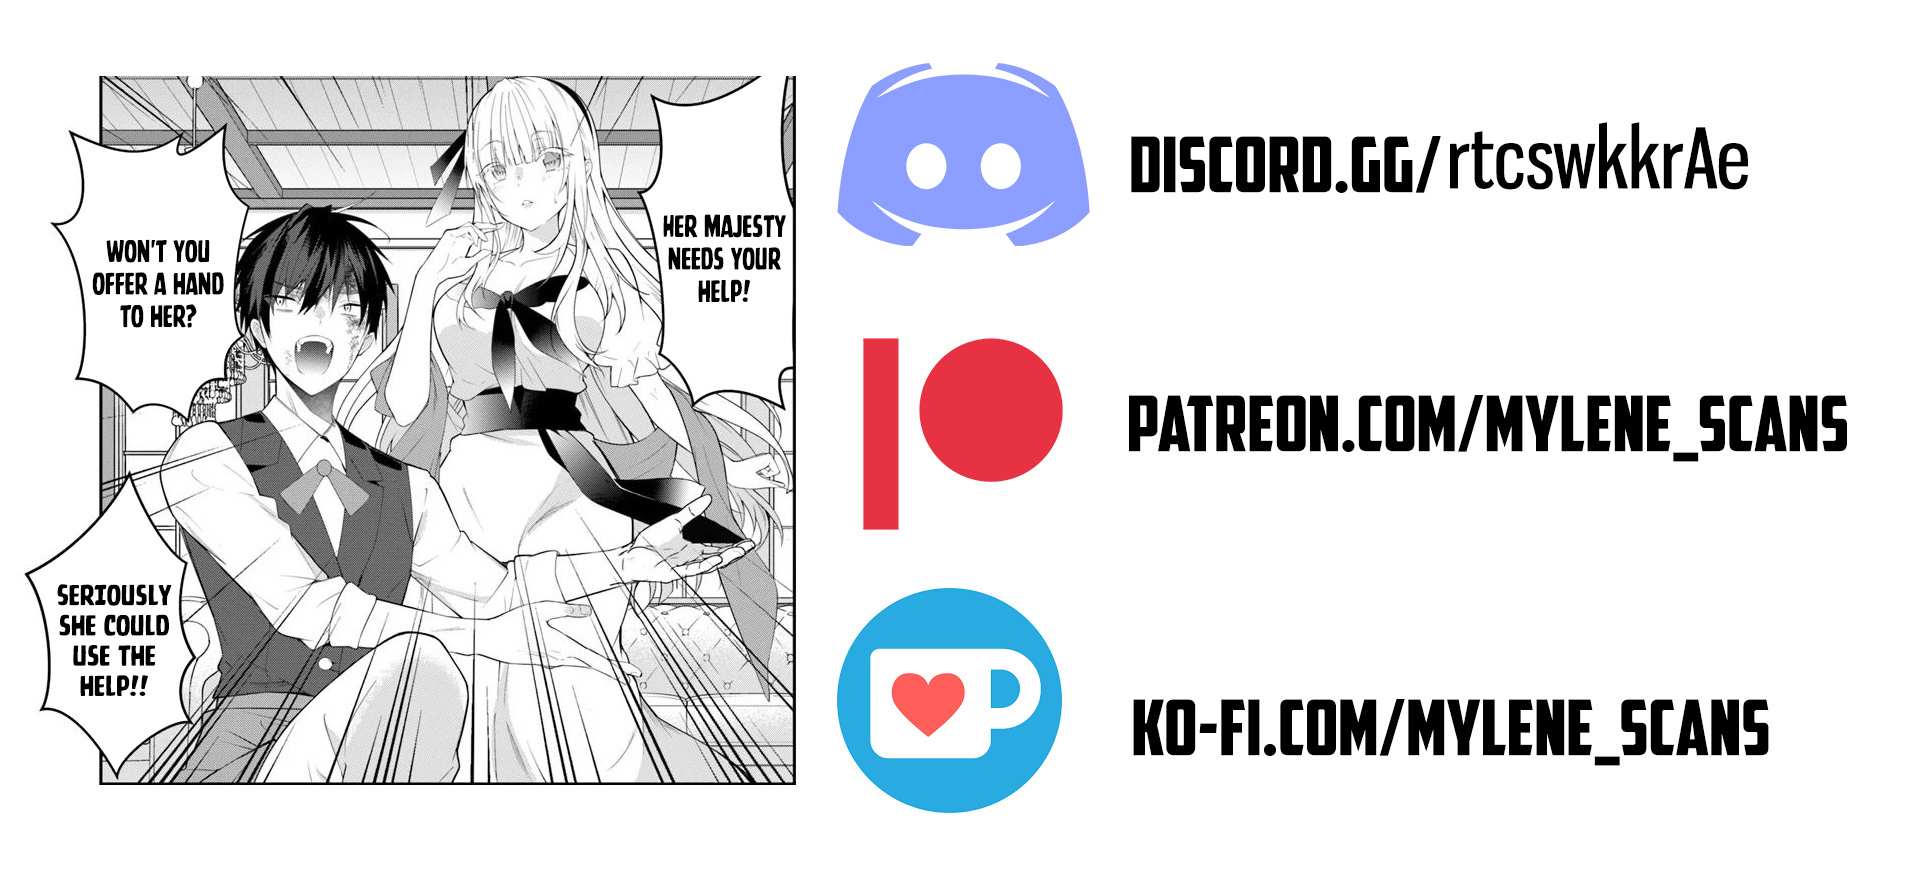 HER MAJESTY
NEEDS YOUR
HELP!
WON'T YOU
OFFER A HAND
TO HER?
SERIOUSLY
SHE COULD
USE THE
HELP!!
DISCORD.GG/rtcswkkrAe
PATREON.COM/MYLENE_SCANS
KO-FI.COM/MYLENE_SCANS